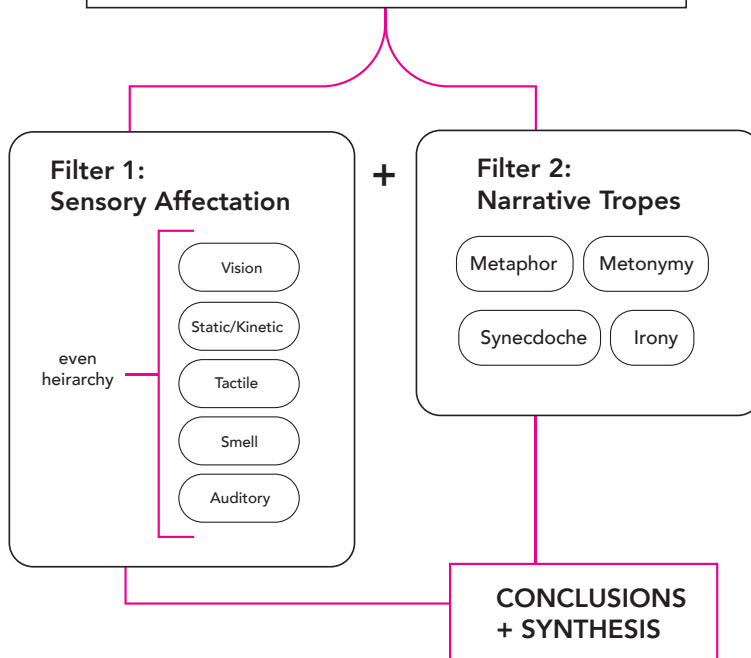 Filter 1:
Sensory Affectation
even
heirarchy
Vision
Static/Kinetic
Tactile
Smell
Auditory
+
Filter 2:
Narrative Tropes
Metaphor
Metonymy
Synecdoche
Irony
CONCLUSIONS
+ SYNTHESIS